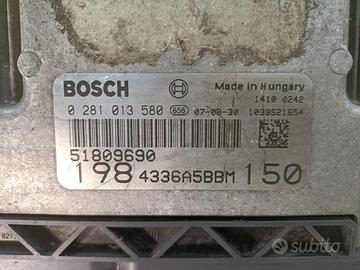 BOSCH
Made in Hungary
1410 0242
0 281 013 580 658 07-08-30 1039S21654
51809690
198 4336A5BBM 150
subito